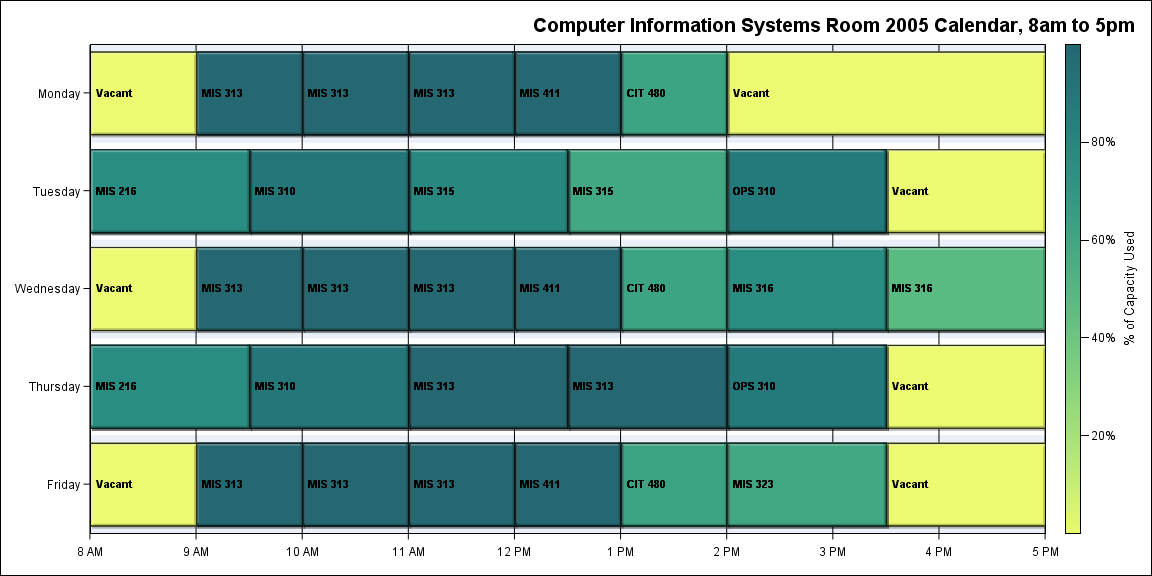 Computer Information Systems Room 2005 Calendar, 8am to 5pm
Monday
Vacant
MIS 313
MIS 313
MIS 313
MIS 411
CIT 480
Vacant
Tuesday
MIS 216
MIS 310
MIS 315
MIS 315
OPS 310
Vacant
Wednesday
Vacant
MIS 313
MIS 313
MIS 313
MIS 411
CIT 480
MIS 316
MIS 316
Thursday
MIS 216
MIS 310
MIS 313
MIS 313
OPS 310
Vacant
Friday
Vacant
MIS 313
MIS 313
MIS 313
MIS 411
CIT 480
MIS 323
Vacant
8 AM
9 AM
10 AM
11 AM
12 PM
1 PM
2 PM
3 PM
4 PM
5 PM
80%
60%
40%
20%
% of Capacity Used